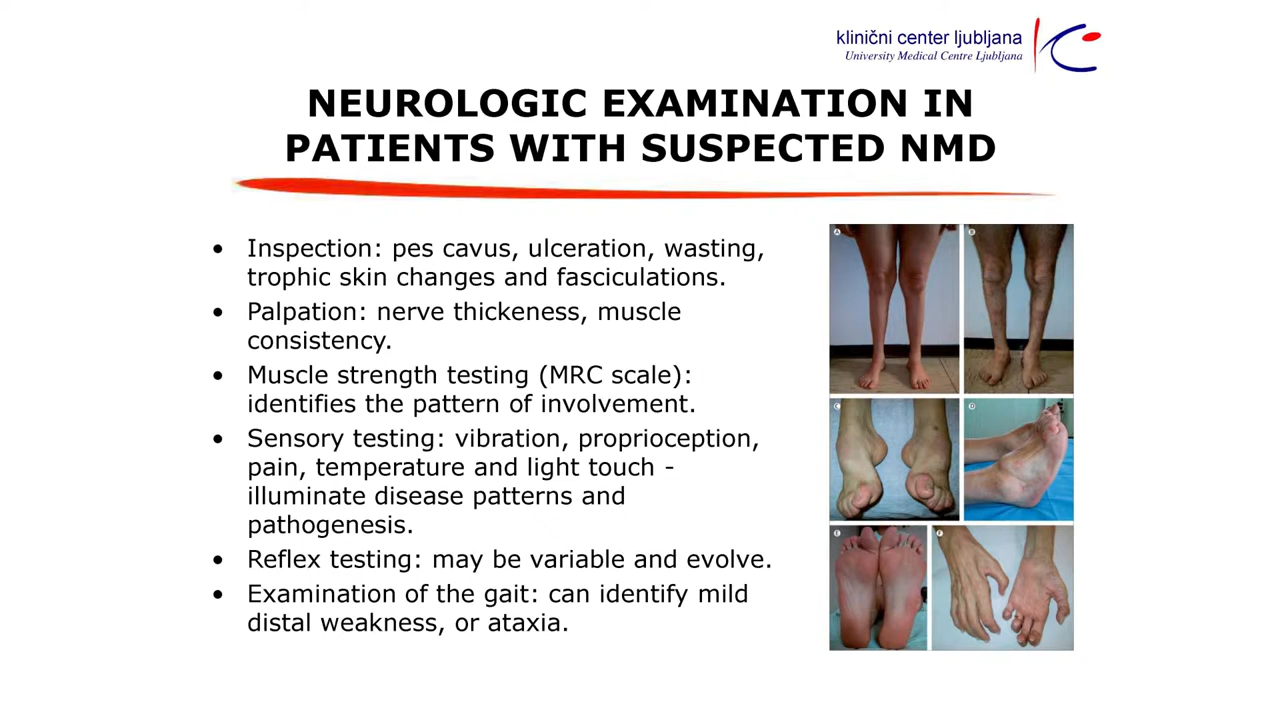 klinični center ljubljana
University Medical Centre Ljubljana
NEUROLOGIC EXAMINATION IN
PATIENTS WITH SUSPECTED NMD
• Inspection: pes cavus, ulceration, wasting,
trophic skin changes and fasciculations.
• Palpation: nerve thickeness, muscle
consistency.
• Muscle strength testing (MRC scale):
identifies the pattern of involvement.
• Sensory testing: vibration, proprioception,
pain, temperature and light touch -
illuminate disease patterns and
pathogenesis.
• Reflex testing: may be variable and evolve.
• Examination of the gait: can identify mild
distal weakness, or ataxia.
A
B
C
D
E
F